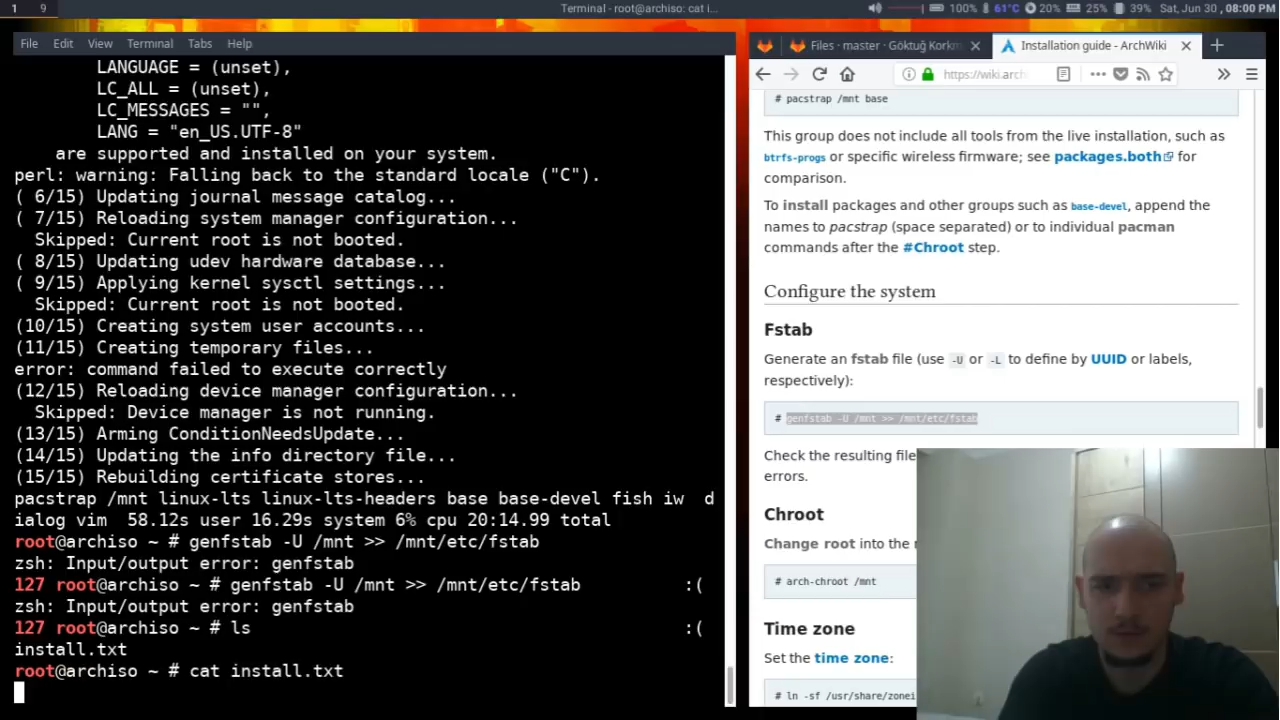 1 9 Terminal - root@archiso: cat i... 100% 61°C 20% 25% 39% Sat, Jun 30 , 08:00 PM
File Edit View Terminal Tabs Help
LANGUAGE = (unset),
LC_ALL = (unset),
LC_MESSAGES = "",
LANG = "en_US.UTF-8"
are supported and installed on your system.
perl: warning: Falling back to the standard locale ("C").
( 6/15) Updating journal message catalog...
( 7/15) Reloading system manager configuration...
Skipped: Current root is not booted.
( 8/15) Updating udev hardware database...
( 9/15) Applying kernel sysctl settings...
Skipped: Current root is not booted.
(10/15) Creating system user accounts...
(11/15) Creating temporary files...
error: command failed to execute correctly
(12/15) Reloading device manager configuration...
Skipped: Device manager is not running.
(13/15) Arming ConditionNeedsUpdate...
(14/15) Updating the info directory file...
(15/15) Rebuilding certificate stores...
pacstrap /mnt linux-lts linux-lts-headers base base-devel fish iw d
ialog vim 58.12s user 16.29s system 6% cpu 20:14.99 total
root@archiso ~ # genfstab -U /mnt >> /mnt/etc/fstab
zsh: Input/output error: genfstab
127 root@archiso ~ # genfstab -U /mnt >> /mnt/etc/fstab :(
zsh: Input/output error: genfstab
127 root@archiso ~ # ls :(
install.txt
root@archiso ~ # cat install.txt
Files · master · Göktuğ Korkm
Installation guide - ArchWiki
https://wiki.arch
# pacstrap /mnt base
This group does not include all tools from the live installation, such as
btrfs-progs or specific wireless firmware; see packages.both for
comparison.
To install packages and other groups such as base-devel, append the
names to pacstrap (space separated) or to individual pacman
commands after the #Chroot step.
Configure the system
Fstab
Generate an fstab file (use -U or -L to define by UUID or labels,
respectively):
# genfstab -U /mnt >> /mnt/etc/fstab
Check the resulting file
errors.
Chroot
Change root into the
# arch-chroot /mnt
Time zone
Set the time zone:
# ln -sf /usr/share/zonei